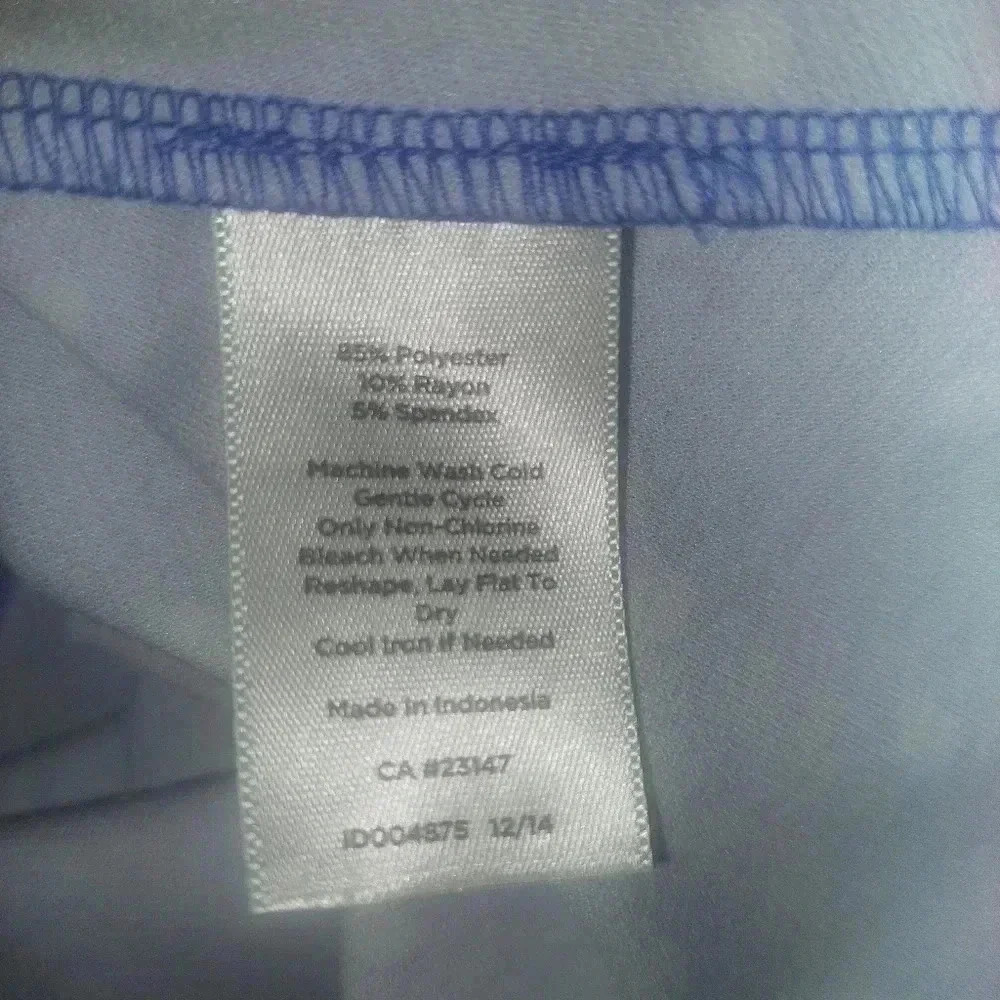 85% Polyester
10% Rayon
5% Spandex
Machine Wash Cold
Gentle Cycle
Only Non-Chlorine
Bleach When Needed
Reshape, Lay Flat To
Dry
Cool Iron If Needed
Made In Indonesia
CA #23147
ID004875 12/14